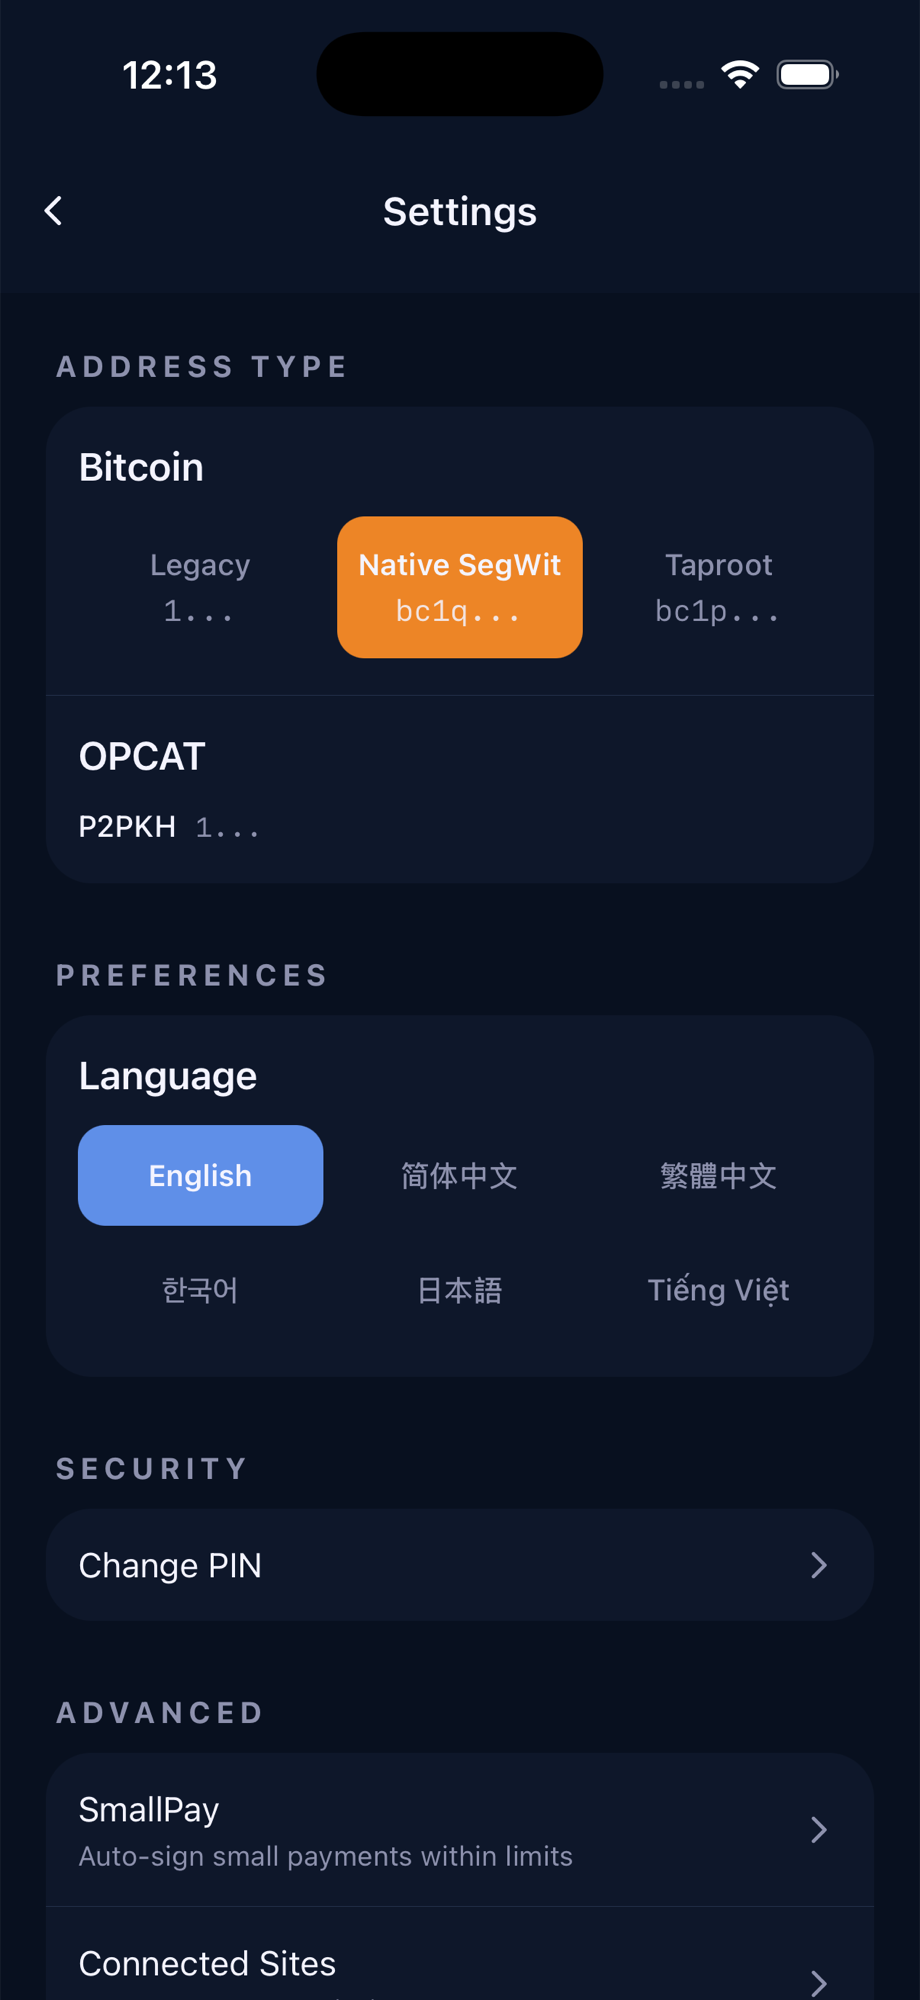 12:13
Settings
ADDRESS TYPE
Bitcoin
Legacy Native SegWit Taproot
1... bc1q... bc1p...
OPCAT
P2PKH 1...
PREFERENCES
Language
English 简体中文 繁體中文
한국어 日本語 Tiếng Việt
SECURITY
Change PIN
ADVANCED
SmallPay
Auto-sign small payments within limits
Connected Sites